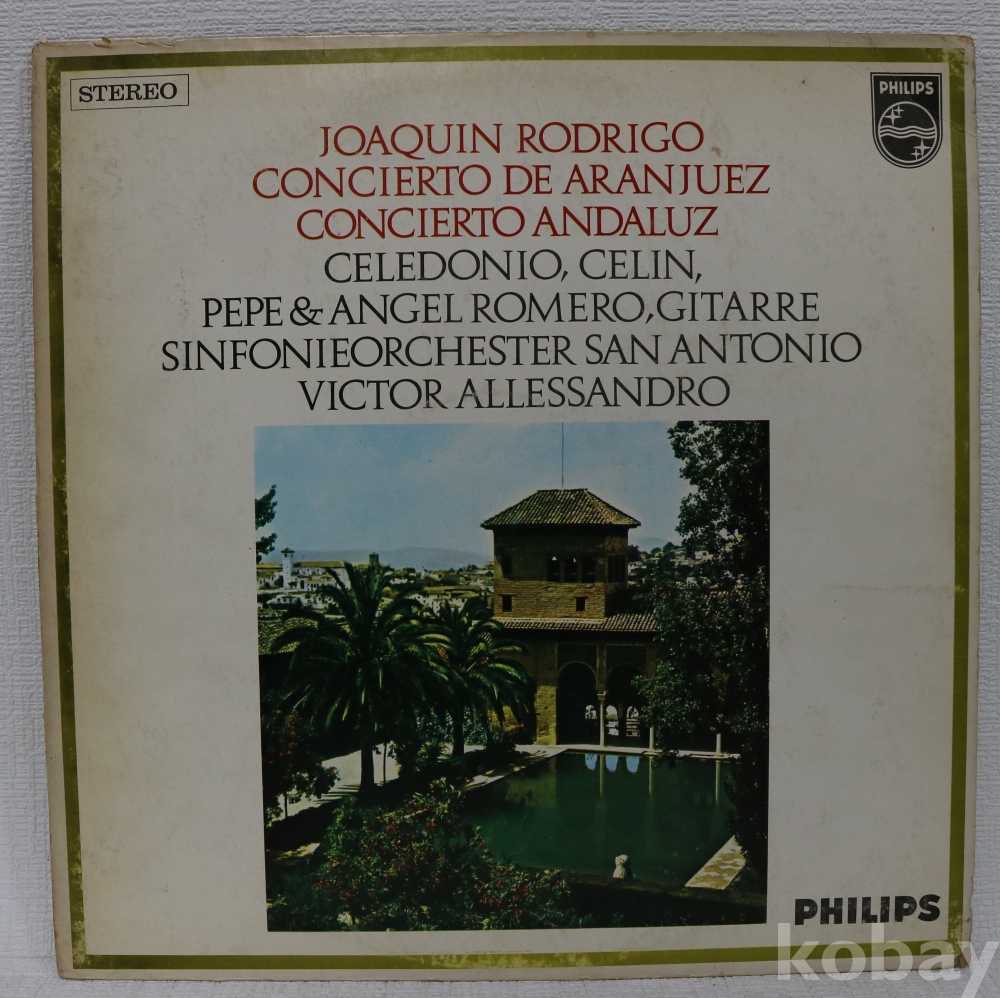 STEREO
PHILIPS
JOAQUIN RODRIGO
CONCIERTO DE ARANJUEZ
CONCIERTO ANDALUZ
CELEDONIO, CELIN,
PEPE & ANGEL ROMERO, GITARRE
SINFONIEORCHESTER SAN ANTONIO
VICTOR ALLESSANDRO
PHILIPS
kobay